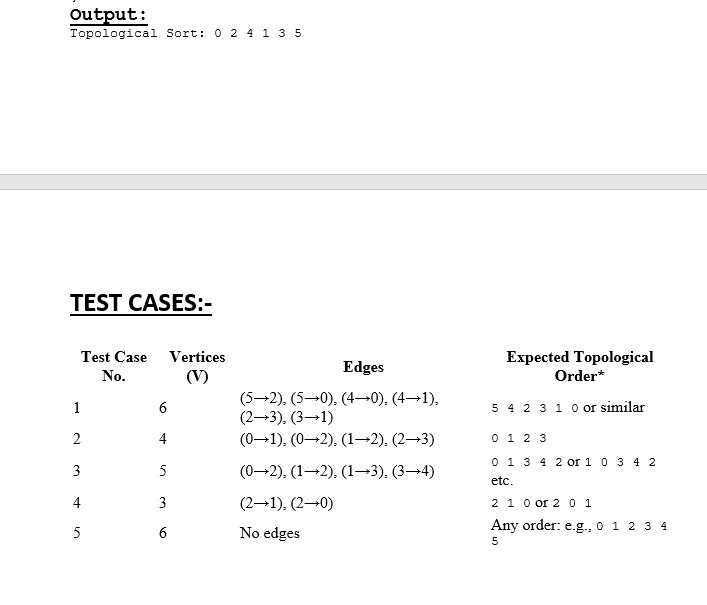 Output:
Topological Sort: 0 2 4 1 3 5
TEST CASES:-
Test Case No. Vertices (V) Edges Expected Topological Order*
1 6 (5→2), (5→0), (4→0), (4→1), (2→3), (3→1) 5 4 2 3 1 0 or similar
2 4 (0→1), (0→2), (1→2), (2→3) 0 1 2 3
3 5 (0→2), (1→2), (1→3), (3→4) 0 1 3 4 2 or 1 0 3 4 2 etc.
4 3 (2→1), (2→0) 2 1 0 or 2 0 1
5 6 No edges Any order: e.g., 0 1 2 3 4 5